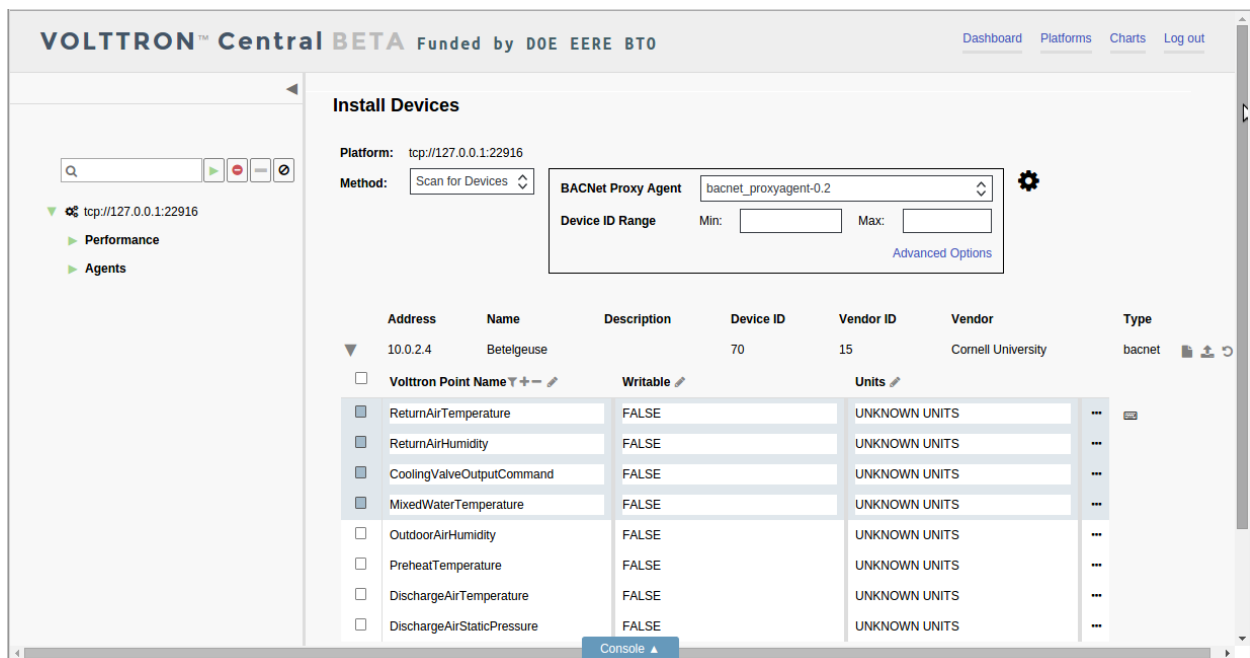 VOLTTRON™ Central BETA Funded by DOE EERE BTO
Dashboard Platforms Charts Log out
Install Devices
Platform: tcp://127.0.0.1:22916
Method: Scan for Devices
BACNet Proxy Agent bacnet_proxyagent-0.2
Device ID Range Min: Max:
Advanced Options
tcp://127.0.0.1:22916
Performance
Agents
Address Name Description Device ID Vendor ID Vendor Type
10.0.2.4 Betelgeuse 70 15 Cornell University bacnet
Volttron Point Name Writable Units
ReturnAirTemperature FALSE UNKNOWN UNITS
ReturnAirHumidity FALSE UNKNOWN UNITS
CoolingValveOutputCommand FALSE UNKNOWN UNITS
MixedWaterTemperature FALSE UNKNOWN UNITS
OutdoorAirHumidity FALSE UNKNOWN UNITS
PreheatTemperature FALSE UNKNOWN UNITS
DischargeAirTemperature FALSE UNKNOWN UNITS
DischargeAirStaticPressure FALSE UNKNOWN UNITS
Console ▲